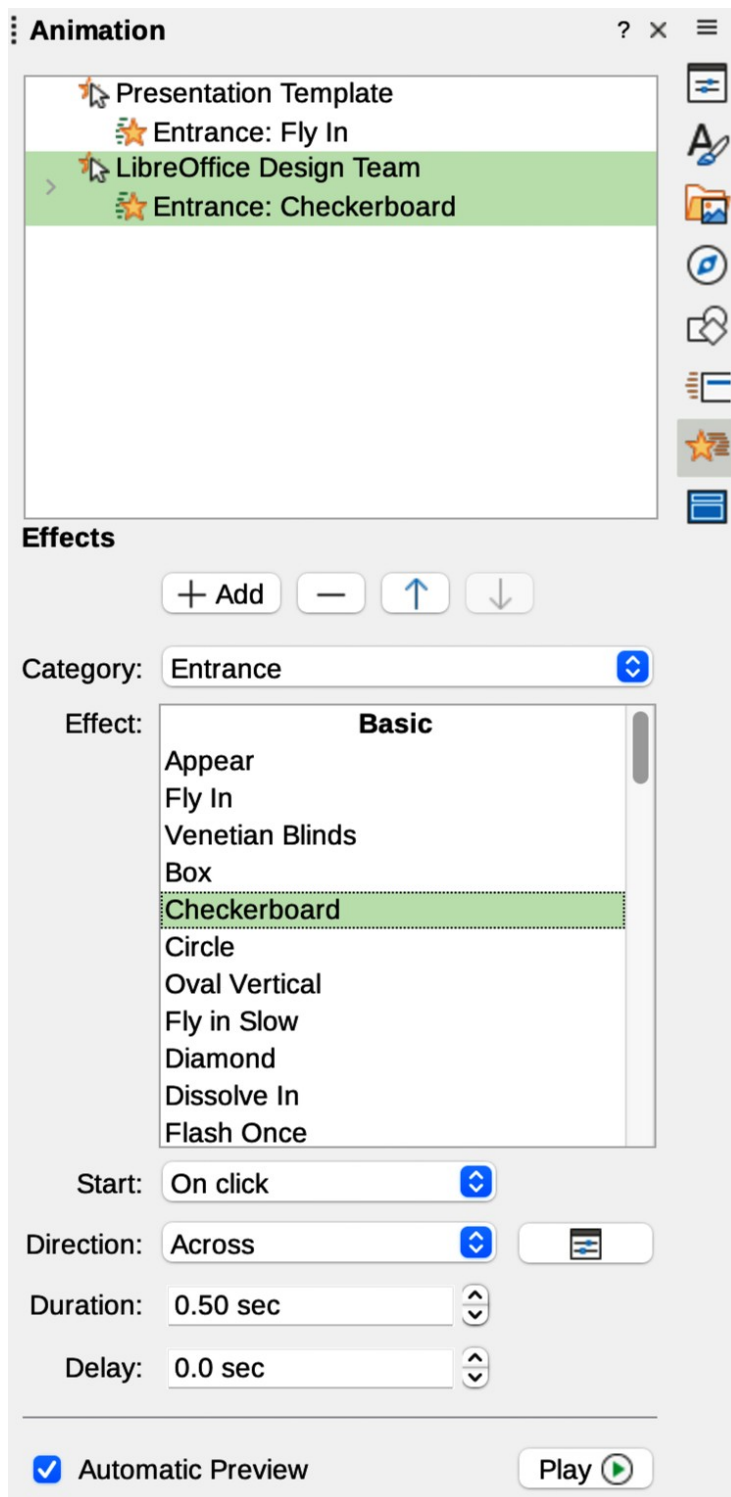 Animation ?
Presentation Template
Entrance: Fly In
LibreOffice Design Team
Entrance: Checkerboard
Effects
Add
Category: Entrance
Effect: Basic
Appear
Fly In
Venetian Blinds
Box
Checkerboard
Circle
Oval Vertical
Fly in Slow
Diamond
Dissolve In
Flash Once
Start: On click
Direction: Across
Duration: 0.50 sec
Delay: 0.0 sec
Automatic Preview Play